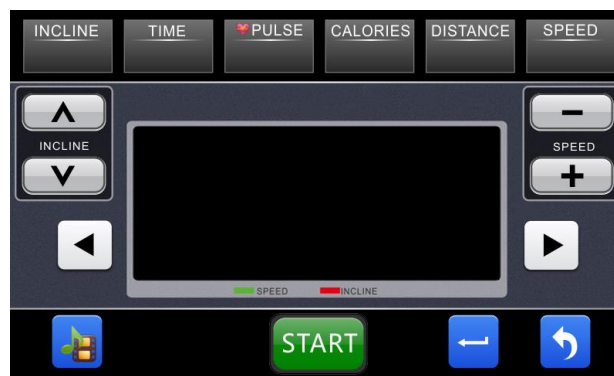 INCLINE TIME PULSE CALORIES DISTANCE SPEED
INCLINE
SPEED
SPEED INCLINE
START